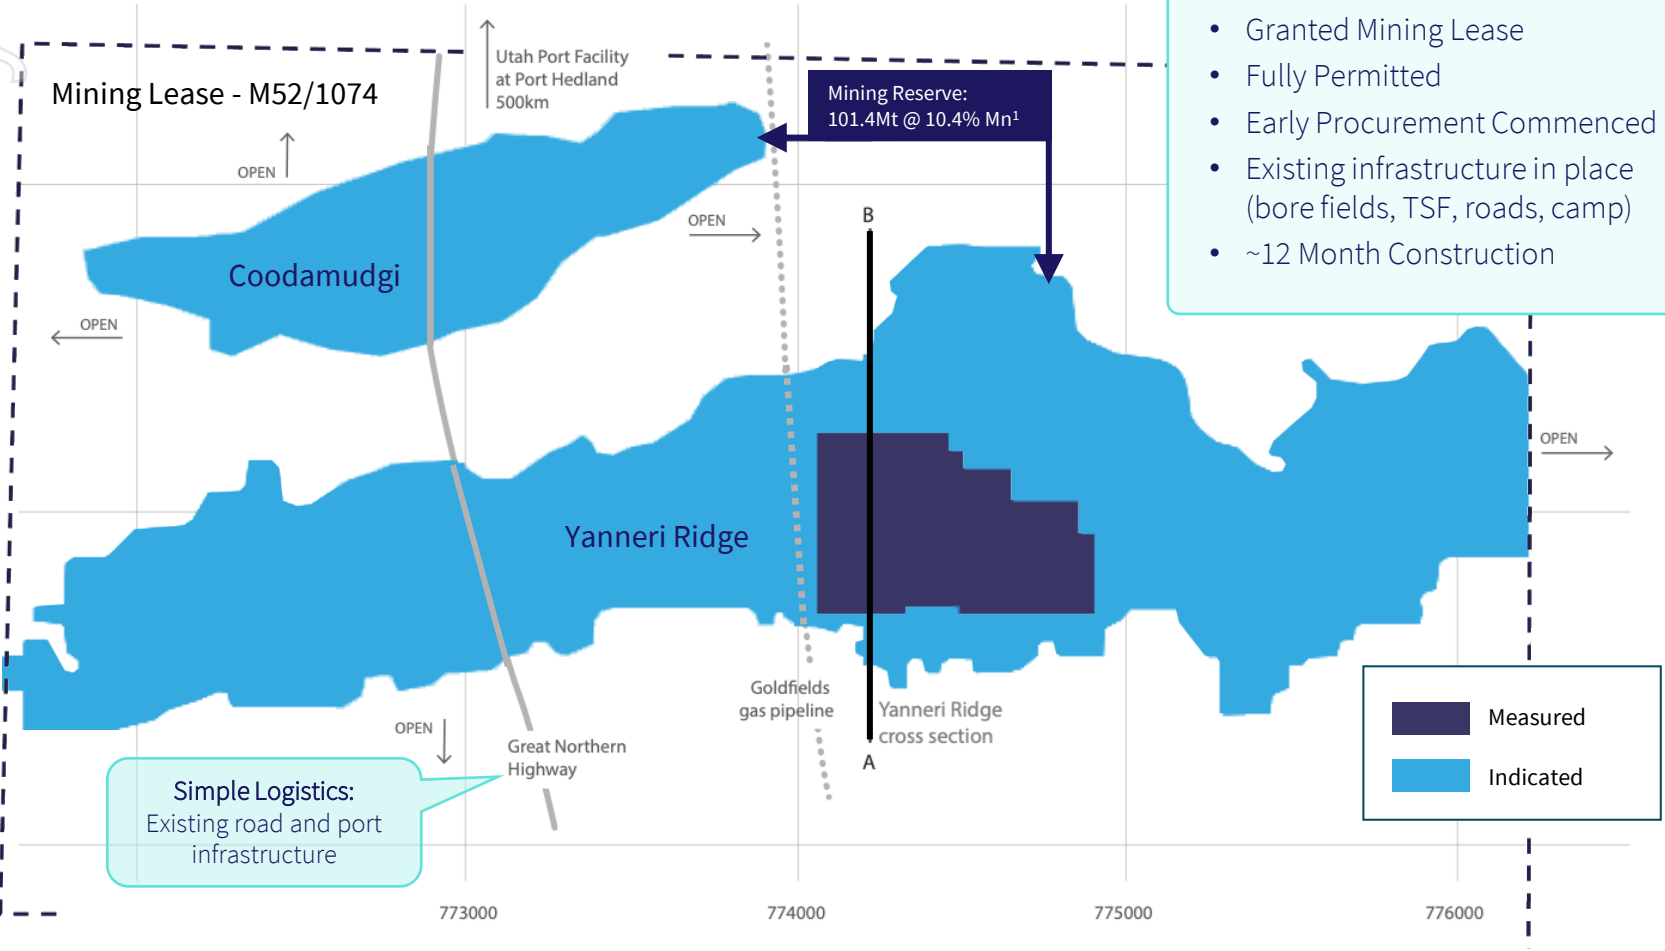 Mining Lease - M52/1074
Utah Port Facility
at Port Hedland
500km
Mining Reserve:
101.4Mt @ 10.4% Mn¹
• Granted Mining Lease
• Fully Permitted
• Early Procurement Commenced
• Existing infrastructure in place
(bore fields, TSF, roads, camp)
• ~12 Month Construction
OPEN
OPEN
B
Coodamudgi
OPEN
OPEN
Yanneri Ridge
Goldfields
gas pipeline
Yanneri Ridge
cross section
A
OPEN
Great Northern
Highway
Simple Logistics:
Existing road and port
infrastructure
Measured
Indicated
773000
774000
775000
776000